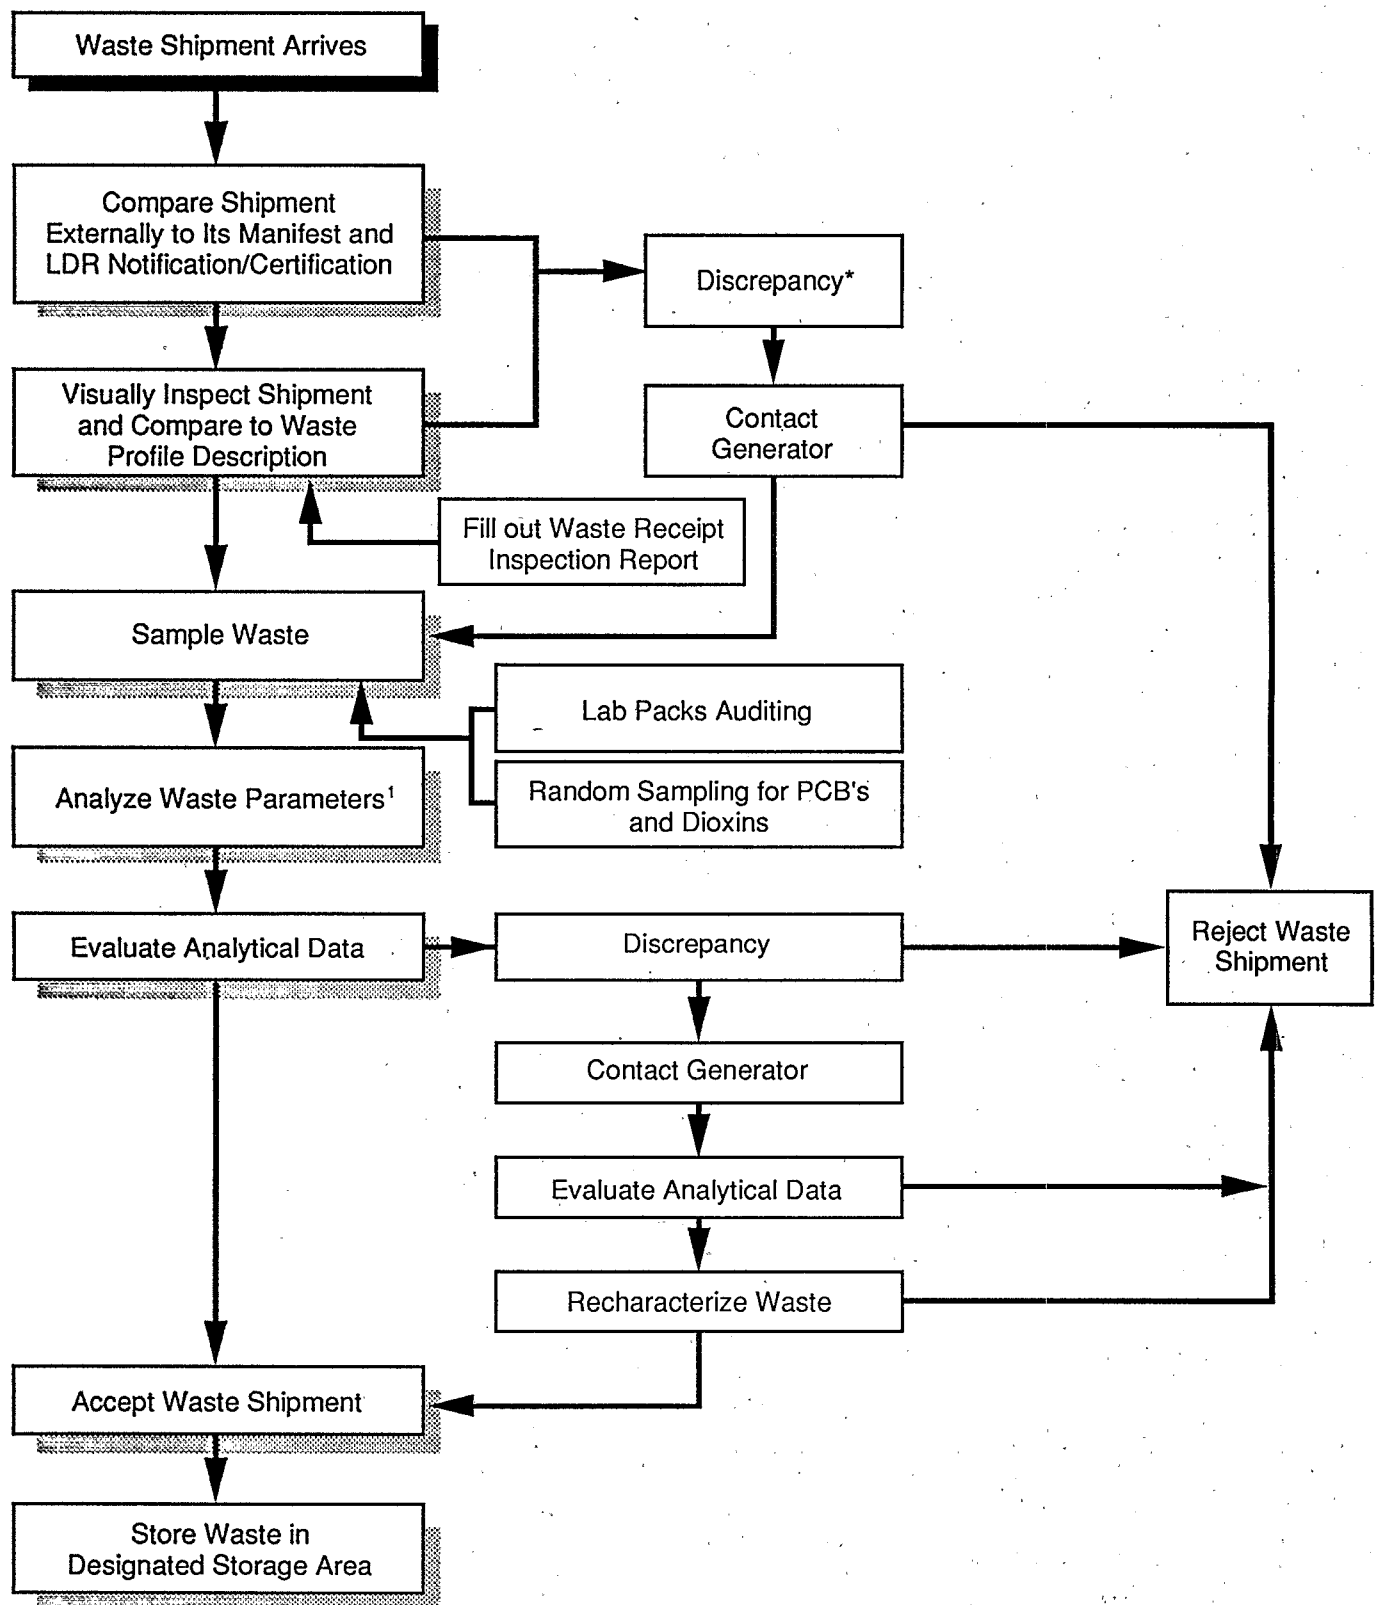 Waste Shipment Arrives
Compare Shipment
Externally to Its Manifest and
LDR Notification/Certification
Discrepancy*
Visually Inspect Shipment
and Compare to Waste
Profile Description
Contact
Generator
Fill out Waste Receipt
Inspection Report
Sample Waste
Lab Packs Auditing
Analyze Waste Parameters¹
Random Sampling for PCB's
and Dioxins
Evaluate Analytical Data
Discrepancy
Reject Waste
Shipment
Contact Generator
Evaluate Analytical Data
Recharacterize Waste
Accept Waste Shipment
Store Waste in
Designated Storage Area